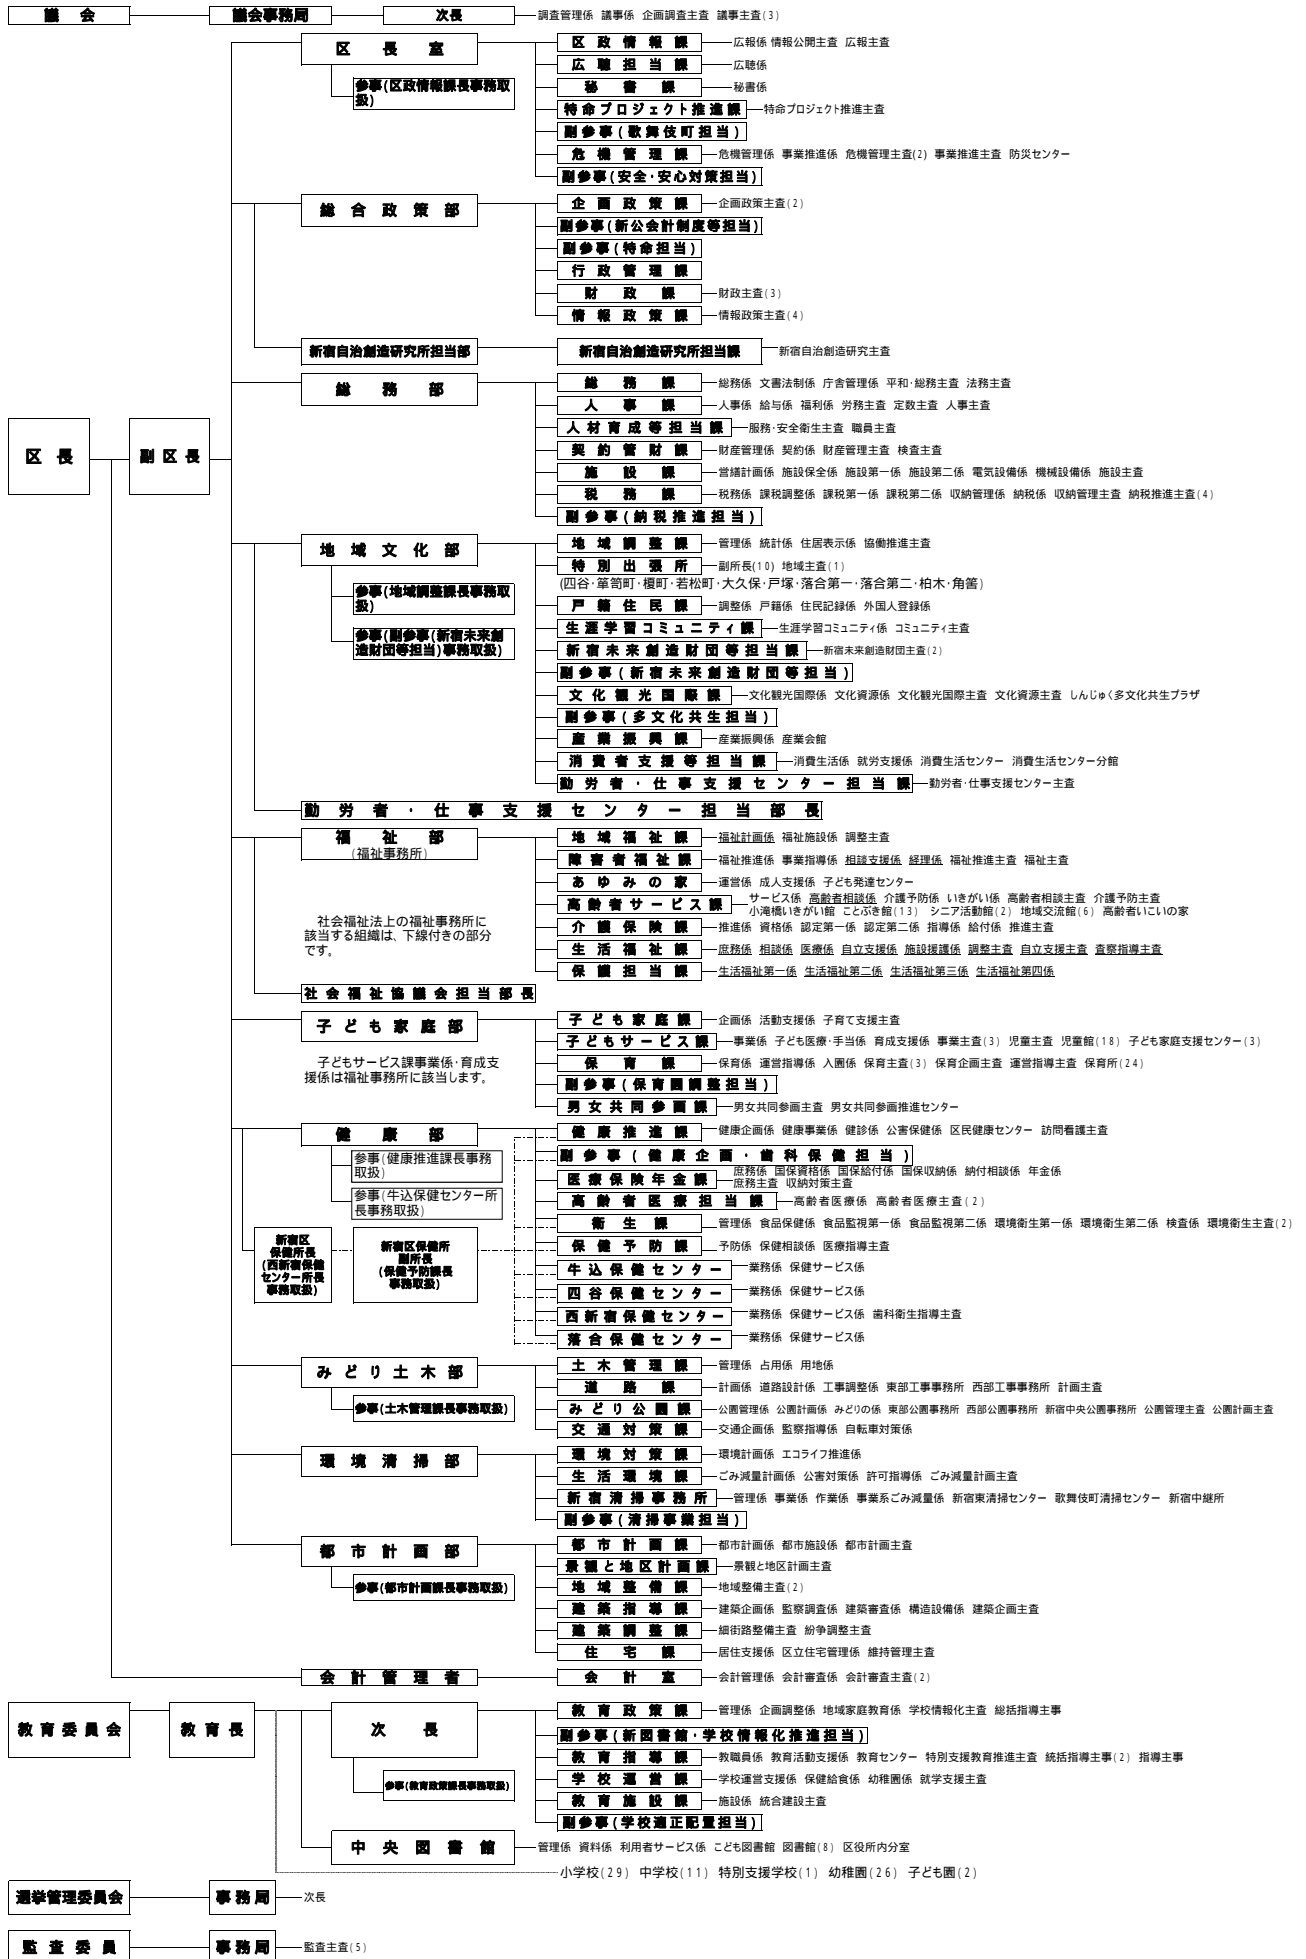 議会 議会事務局 次長 調査管理係 議事係 企画調査主査 議事主査(3)
区長室 区政情報課 広報係 情報公開主査 広報主査
広聴担当課 広聴係
参事(区政情報課長事務取扱)
秘書課 秘書係
特命プロジェクト推進課 特命プロジェクト推進主査
副参事(歌舞伎町担当)
危機管理課 危機管理係 事業推進係 危機管理主査(2) 事業推進主査 防災センター
副参事(安全・安心対策担当)
総合政策部 企画政策課 企画政策主査(2)
副参事(新公会計制度等担当)
副参事(特命担当)
行政管理課
財政課 財政主査(3)
情報政策課 情報政策主査(4)
新宿自治創造研究所担当部 新宿自治創造研究所担当課 新宿自治創造研究主査
総務部 総務課 総務係 文書法制係 庁舎管理係 平和・総務主査 法務主査
人事課 人事係 給与係 福利係 労務主査 定数主査 人事主査
人材育成等担当課 服務・安全衛生主査 職員主査
区長 副区長 契約管財課 財産管理係 契約係 財産管理主査 検査主査
施設課 営繕計画係 施設保全係 施設第一係 施設第二係 電気設備係 機械設備係 施設主査
税務課 税務係 課税調整係 課税第一係 課税第二係 収納管理係 納税係 収納管理主査 納税推進主査(4)
副参事(納税推進担当)
地域文化部 地域調整課 管理係 統計係 住居表示係 協働推進主査
特別出張所 副所長(10) 地域主査(1)
(四谷・箪笥町・榎町・若松町・大久保・戸塚・落合第一・落合第二・柏木・角筈)
参事(地域調整課長事務取扱)
戸籍住民課 調整係 戸籍係 住民記録係 外国人登録係
生涯学習コミュニティ課 生涯学習コミュニティ係 コミュニティ主査
参事(副参事(新宿未来創造財団等担当)事務取扱)
新宿未来創造財団等担当課 新宿未来創造財団主査(2)
副参事(新宿未来創造財団等担当)
文化観光国際課 文化観光国際係 文化資源係 文化観光国際主査 文化資源主査 しんじゅく多文化共生プラザ
副参事(多文化共生担当)
産業振興課 産業振興係 産業会館
消費者支援等担当課 消費生活係 就労支援係 消費生活センター 消費生活センター分館
勤労者・仕事支援センター担当課 勤労者・仕事支援センター主査
勤労者・仕事支援センター担当部長
福祉部 地域福祉課 福祉計画係 福祉施設係 調整主査
(福祉事務所)
障害者福祉課 福祉推進係 事業指導係 相談支援係 経理係 福祉推進主査 福祉主査
あゆみの家 運営係 成人支援係 子ども発達センター
高齢者サービス課 サービス係 高齢者相談係 介護予防係 いきがい係 高齢者相談主査 介護予防主査
小滝橋いきがい館 ことぶき館(13) シニア活動館(2) 地域交流館(6) 高齢者いこいの家
社会福祉法上の福祉事務所に
該当する組織は、下線付きの部分
です。
介護保険課 推進係 資格係 認定第一係 認定第二係 指導係 給付係 推進主査
生活福祉課 庶務係 相談係 医療係 自立支援係 施設援護係 調整主査 自立支援主査 査察指導主査
保護担当課 生活福祉第一係 生活福祉第二係 生活福祉第三係 生活福祉第四係
社会福祉協議会担当部長
子ども家庭部 子ども家庭課 企画係 活動支援係 子育て支援主査
子どもサービス課 事業係 子ども医療・手当係 育成支援係 事業主査(3) 児童主査 児童館(18) 子ども家庭支援センター(3)
子どもサービス課事業係・育成支
援係は福祉事務所に該当します。
保育課 保育係 運営指導係 入園係 保育主査(3) 保育企画主査 運営指導主査 保育所(24)
副参事(保育園調整担当)
男女共同参画課 男女共同参画主査 男女共同参画推進センター
健康部 健康推進課 健康企画係 健康事業係 健診係 公害保健係 区民健康センター 訪問看護主査
副参事(健康企画・歯科保健担当)
参事(健康推進課長事務取扱)
医療保険年金課 庶務係 国保資格係 国保給付係 国保収納係 納付相談係 年金係
庶務主査 収納対策主査
参事(牛込保健センター所長事務取扱)
高齢者医療担当課 高齢者医療係 高齢者医療主査(2)
衛生課 管理係 食品保健係 食品監視第一係 食品監視第二係 環境衛生第一係 環境衛生第二係 検査係 環境衛生主査(2)
新宿区保健所長(西新宿保健センター所長事務取扱)
新宿区保健所副所長(保健予防課長事務取扱)
保健予防課 予防係 保健相談係 医療指導主査
牛込保健センター 業務係 保健サービス係
四谷保健センター 業務係 保健サービス係
西新宿保健センター 業務係 保健サービス係 歯科衛生指導主査
落合保健センター 業務係 保健サービス係
みどり土木部 土木管理課 管理係 占用係 用地係
道路課 計画係 道路設計係 工事調整係 東部工事事務所 西部工事事務所 計画主査
参事(土木管理課長事務取扱)
みどり公園課 公園管理係 公園計画係 みどりの係 東部公園事務所 西部公園事務所 新宿中央公園事務所 公園管理主査 公園計画主査
交通対策課 交通企画係 監察指導係 自転車対策係
環境清掃部 環境対策課 環境計画係 エコライフ推進係
生活環境課 ごみ減量計画係 公害対策係 許可指導係 ごみ減量計画主査
新宿清掃事務所 管理係 事業係 作業係 事業系ごみ減量係 新宿東清掃センター 歌舞伎町清掃センター 新宿中継所
副参事(清掃事業担当)
都市計画部 都市計画課 都市計画係 都市施設係 都市計画主査
景観と地区計画課 景観と地区計画主査
参事(都市計画課長事務取扱)
地域整備課 地域整備主査(2)
建築指導課 建築企画係 監察調査係 建築審査係 構造設備係 建築企画主査
建築調整課 細街路整備主査 紛争調整主査
住宅課 居住支援係 区立住宅管理係 維持管理主査
会計管理者 会計室 会計管理係 会計審査係 会計審査主査(2)
教育委員会 教育長 次長 教育政策課 管理係 企画調整係 地域家庭教育係 学校情報化主査 総括指導主事
副参事(新図書館・学校情報化推進担当)
教育指導課 教職員係 教育活動支援係 教育センター 特別支援教育推進主査 統括指導主事(2) 指導主事
参事(教育政策課長事務取扱)
学校運営課 学校運営支援係 保健給食係 幼稚園係 就学支援主査
教育施設課 施設係 統合建設主査
副参事(学校適正配置担当)
中央図書館 管理係 資料係 利用者サービス係 こども図書館 図書館(8) 区役所内分室
小学校(29) 中学校(11) 特別支援学校(1) 幼稚園(26) 子ども園(2)
選挙管理委員会 事務局 次長
監査委員 事務局 監査主査(5)